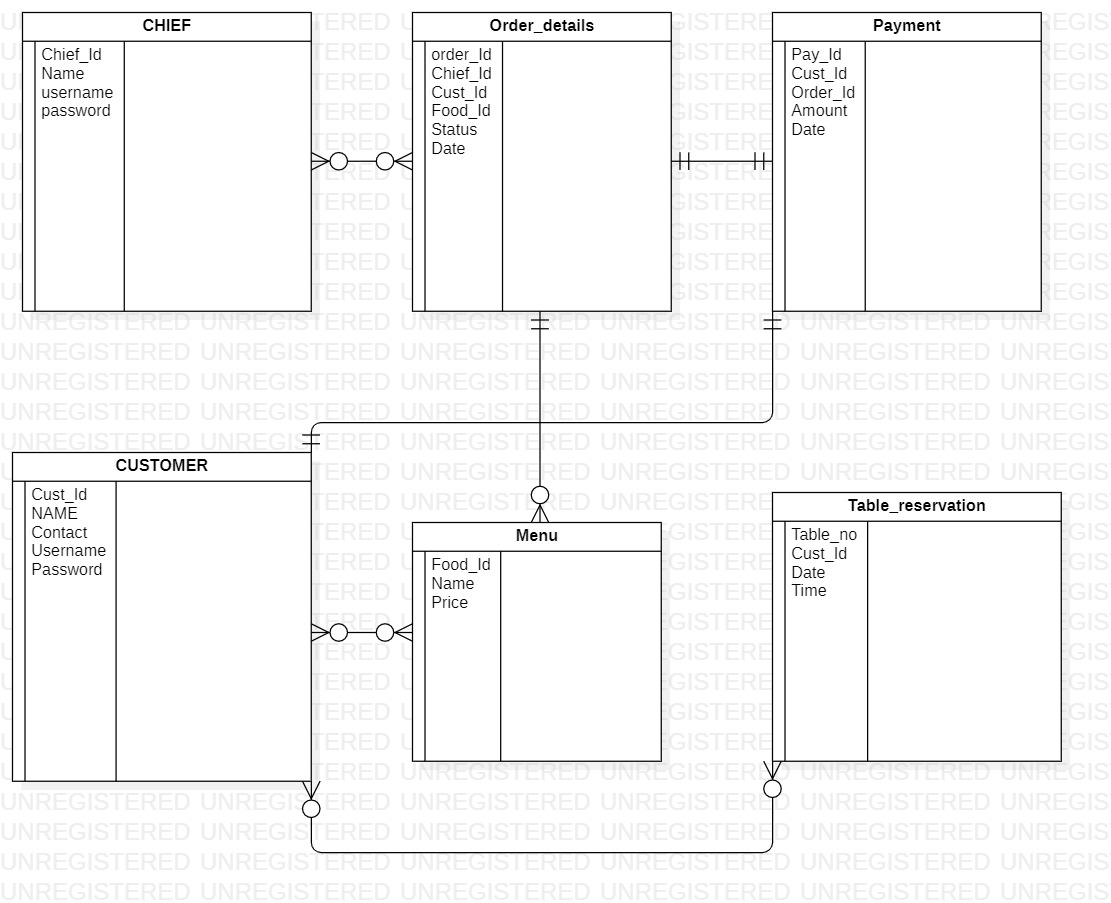 CHIEF
Chief_Id
Name
username
password
Order_details
order_Id
Chief_Id
Cust_Id
Food_Id
Status
Date
Payment
Pay_Id
Cust_Id
Order_Id
Amount
Date
CUSTOMER
Cust_Id
NAME
Contact
Username
Password
Menu
Food_Id
Name
Price
Table_reservation
Table_no
Cust_Id
Date
Time
UNREGISTERED UNREGISTERED UNREGISTERED UNREGISTERED UNREGISTERED